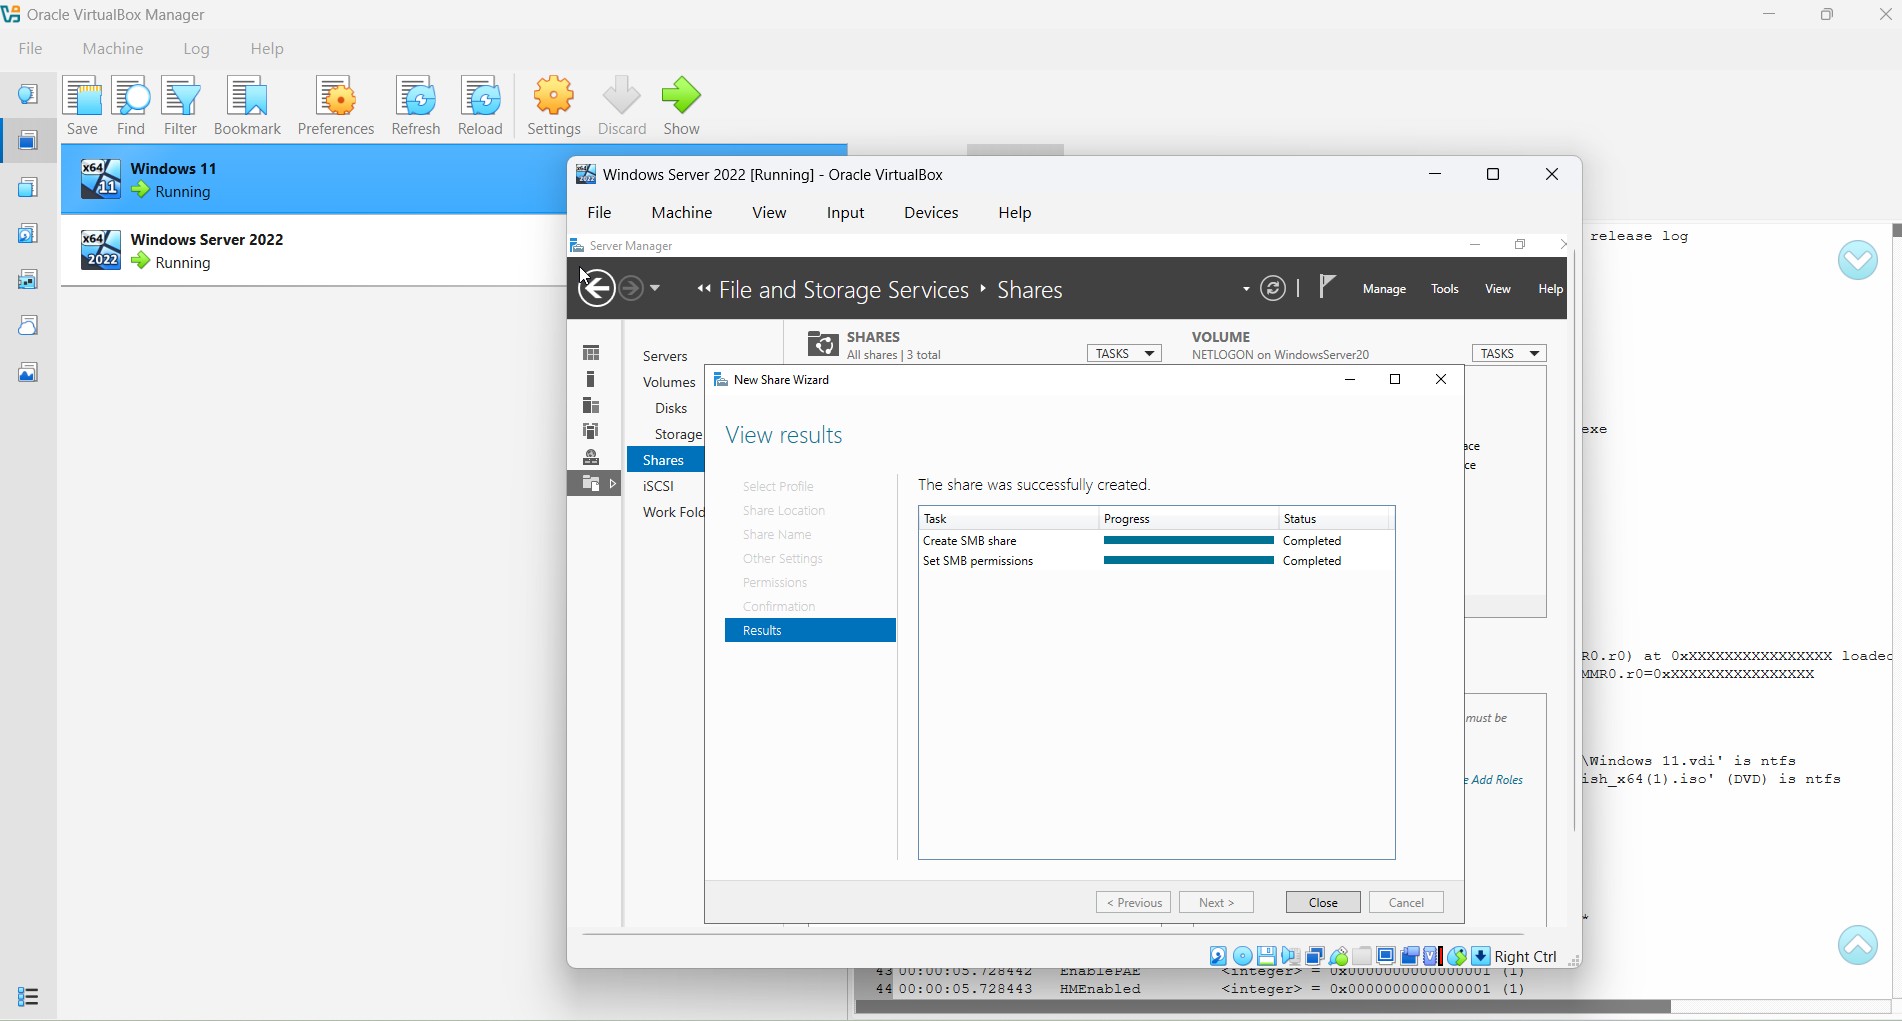 Oracle VirtualBox Manager
File Machine Log Help
Save Find Filter Bookmark Preferences Refresh Reload Settings Discard Show
Windows 11
Running
Windows Server 2022
Running
Windows Server 2022 [Running] - Oracle VirtualBox
File Machine View Input Devices Help
Server Manager
File and Storage Services Shares
Manage Tools View Help
Servers
Volumes
Disks
Storage
Shares
iSCSI
Work Fold
SHARES
All shares | 3 total
TASKS
VOLUME
NETLOGON on WindowsServer20
TASKS
New Share Wizard
View results
Select Profile
Share Location
Share Name
Other Settings
Permissions
Confirmation
Results
The share was successfully created.
Task Progress Status
Create SMB share Completed
Set SMB permissions Completed
< Previous Next > Close Cancel
ace
ce
must be
e Add Roles
Right Ctrl
release log
exe
R0.r0) at 0xXXXXXXXXXXXXXXXX loaded
MMR0.r0=0xXXXXXXXXXXXXXXXX
\Windows 11.vdi' is ntfs
ish_x64(1).iso' (DVD) is ntfs
*
43 00:00:05.728442 EnablePAE <integer> = 0x0000000000000001 (1)
44 00:00:05.728443 HMEnabled <integer> = 0x0000000000000001 (1)